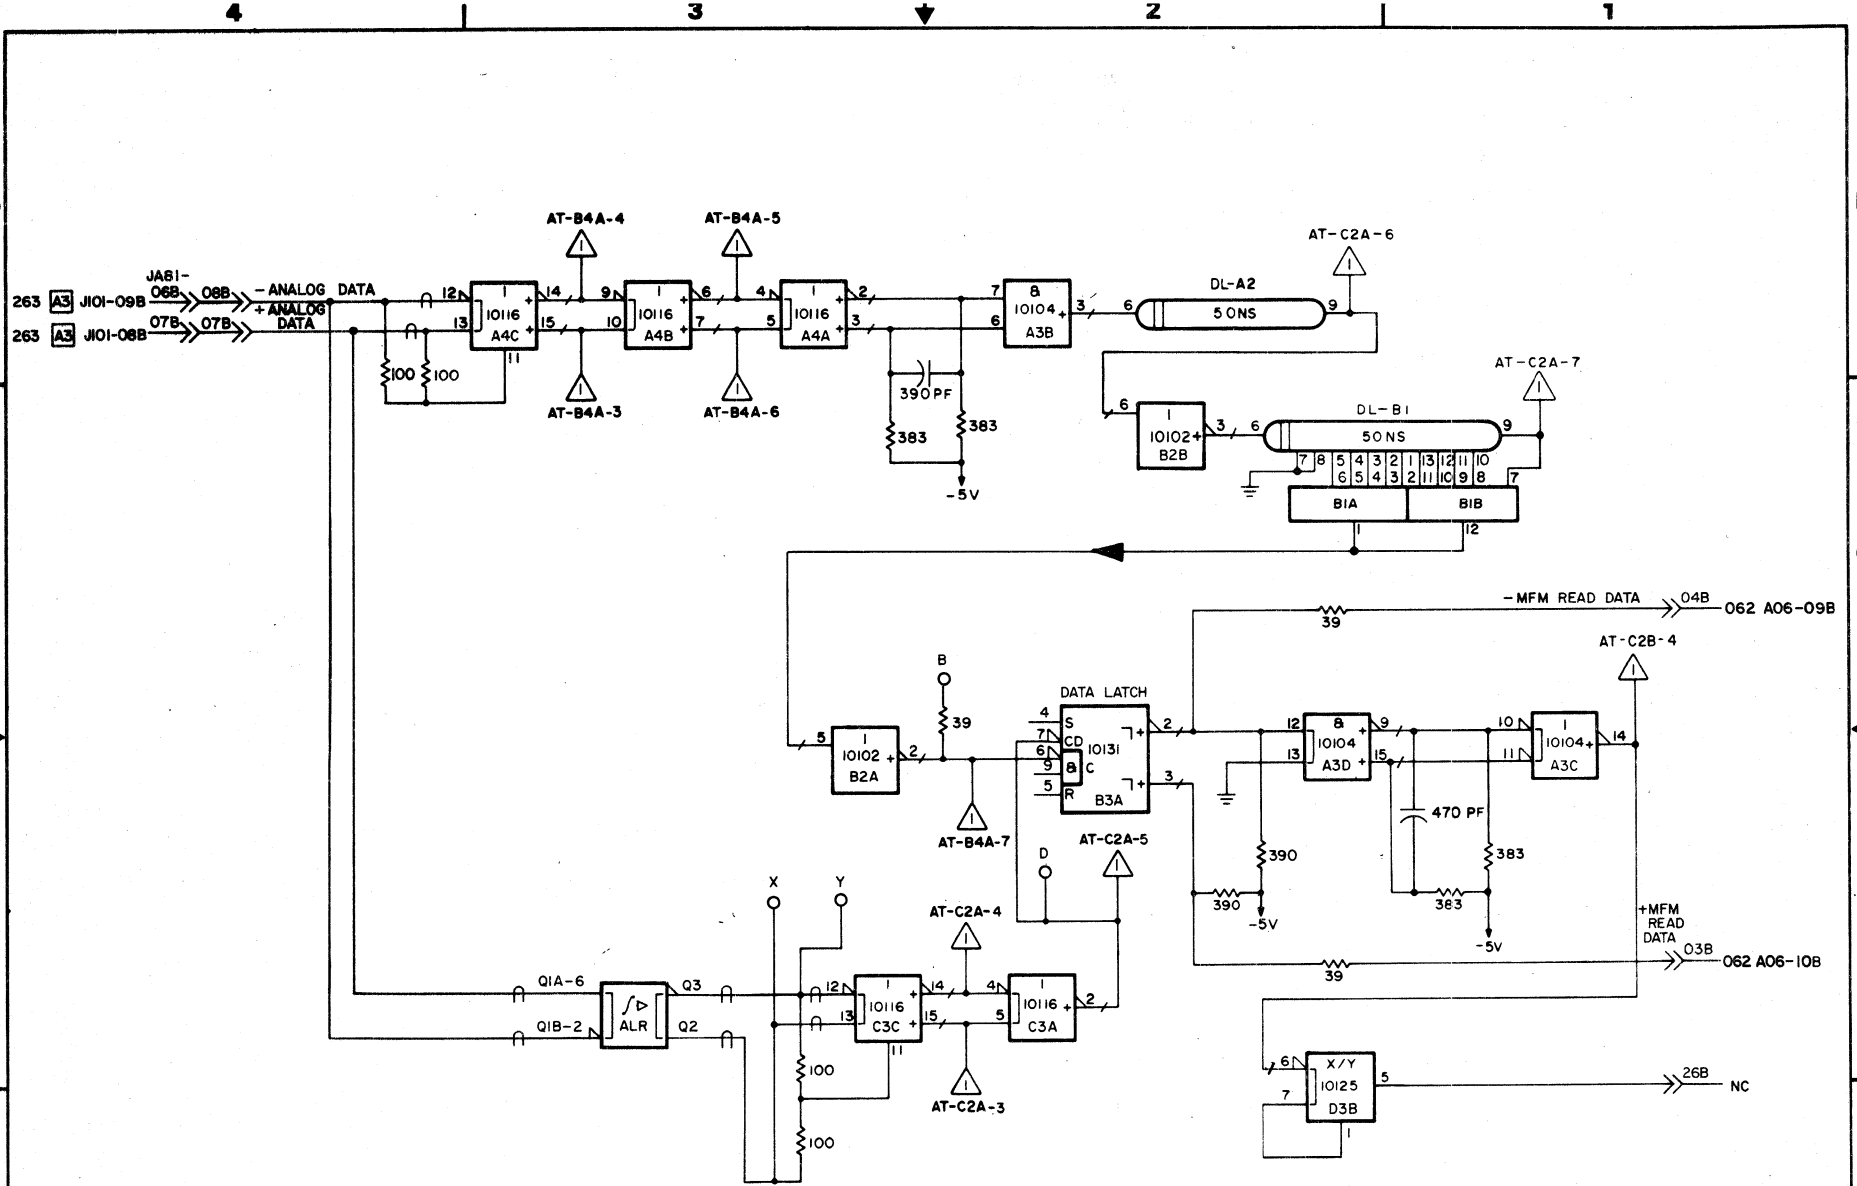 4 3 2 1
AT-B4A-4 AT-B4A-5
AT-C2A-6
JA81-
06B 08B - ANALOG DATA
263 A3 J101-09B
+ ANALOG
DATA
07B 07B
263 A3 J101-08B
12 1 14 9 1 6 4 1 2 7 & 3 6 9
10116 10116 10116 10104 +
13 A4C 15 10 A4B 7 5 A4A 3 6 A3B
11
DL-A2
50NS
100 100
AT-B4A-3 AT-B4A-6
390PF
383 383
-5V
AT-C2A-7
6 1 3 6 9
10102+
B2B
DL-B1
50NS
7 8 5 4 3 2 1 13 12 11 10
6 5 4 3 2 11 10 9 8 7
B1A B1B
1 12
-MFM READ DATA 04B 062 A06-09B
39
AT-C2B-4
B
39
DATA LATCH
5 1 2
10102 +
B2A
4 S
7 CD
6 & C
9
5 R
10131
B3A
2
3
AT-B4A-7
12 & 9 10 1 14
10104 10104+
13 A3D 15 11 A3C
470 PF
390 383
390 383
-5V -5V
D AT-C2A-5
X Y
AT-C2A-4
+MFM
READ
DATA
03B 062 A06-10B
39
Q1A-6 Q3
ALR
Q1B-2 Q2
12 1 14 4 1 2
10116 10116 +
13 C3C 15 5 C3A
11
100
100
AT-C2A-3
6 X/Y 5 26B NC
10125
7 D3B
1